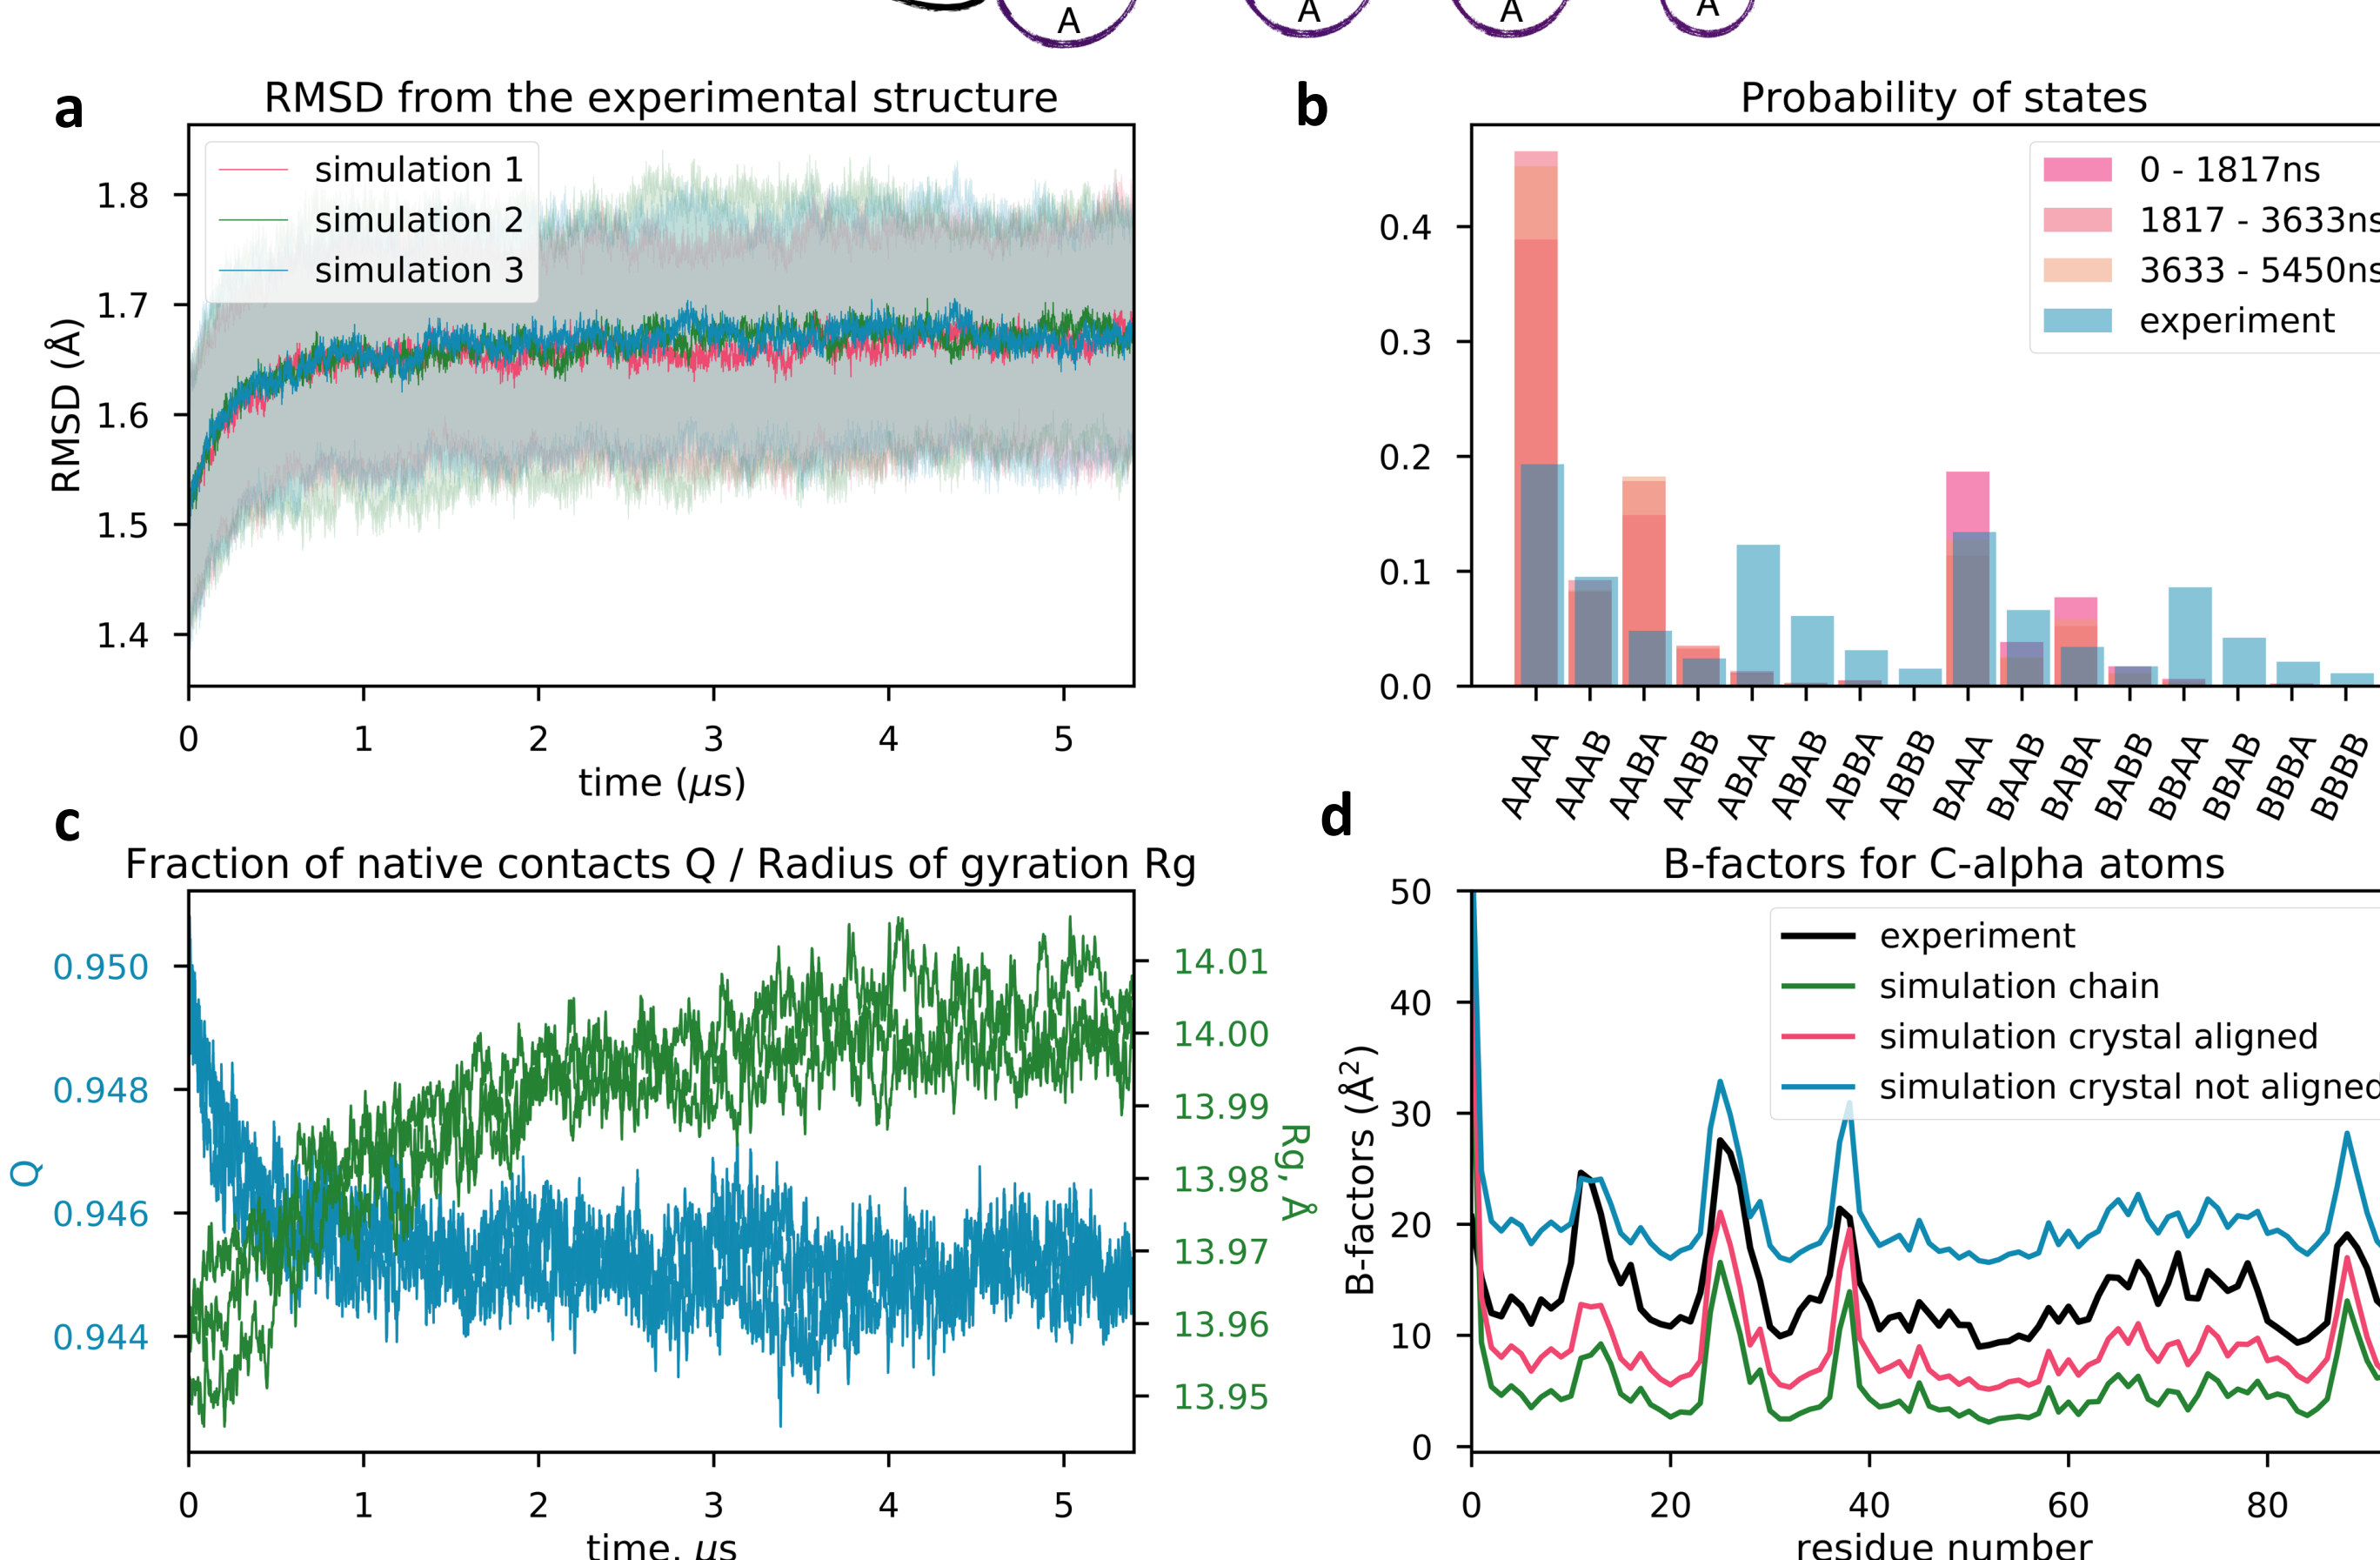 A A A A
a
RMSD from the experimental structure
simulation 1
simulation 2
simulation 3
1.8
1.7
1.6
1.5
1.4
RMSD (Å)
0 1 2 3 4 5
time (μs)
b
Probability of states
0 - 1817ns
1817 - 3633ns
3633 - 5450ns
experiment
0.4
0.3
0.2
0.1
0.0
AAAA AAAB AABA AABB ABAA ABAB ABBA ABBB BAAA BAAB BABA BABB BBAA BBAB BBBA BBBB
c
Fraction of native contacts Q / Radius of gyration Rg
0.950
0.948
0.946
0.944
Q
14.01
14.00
13.99
13.98
13.97
13.96
13.95
Rg, Å
0 1 2 3 4 5
time, μs
d
B-factors for C-alpha atoms
experiment
simulation chain
simulation crystal aligned
simulation crystal not aligned
50
40
30
20
10
0
B-factors (Å²)
0 20 40 60 80
residue number